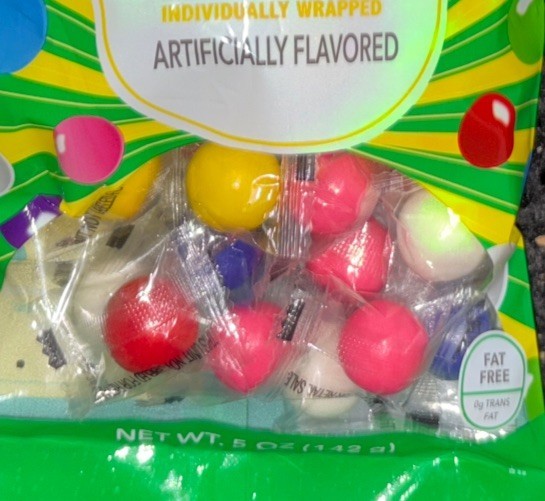 INDIVIDUALLY WRAPPED
ARTIFICIALLY FLAVORED
FAT
FREE
0g TRANS
FAT
NET WT. 5 OZ (142 g)